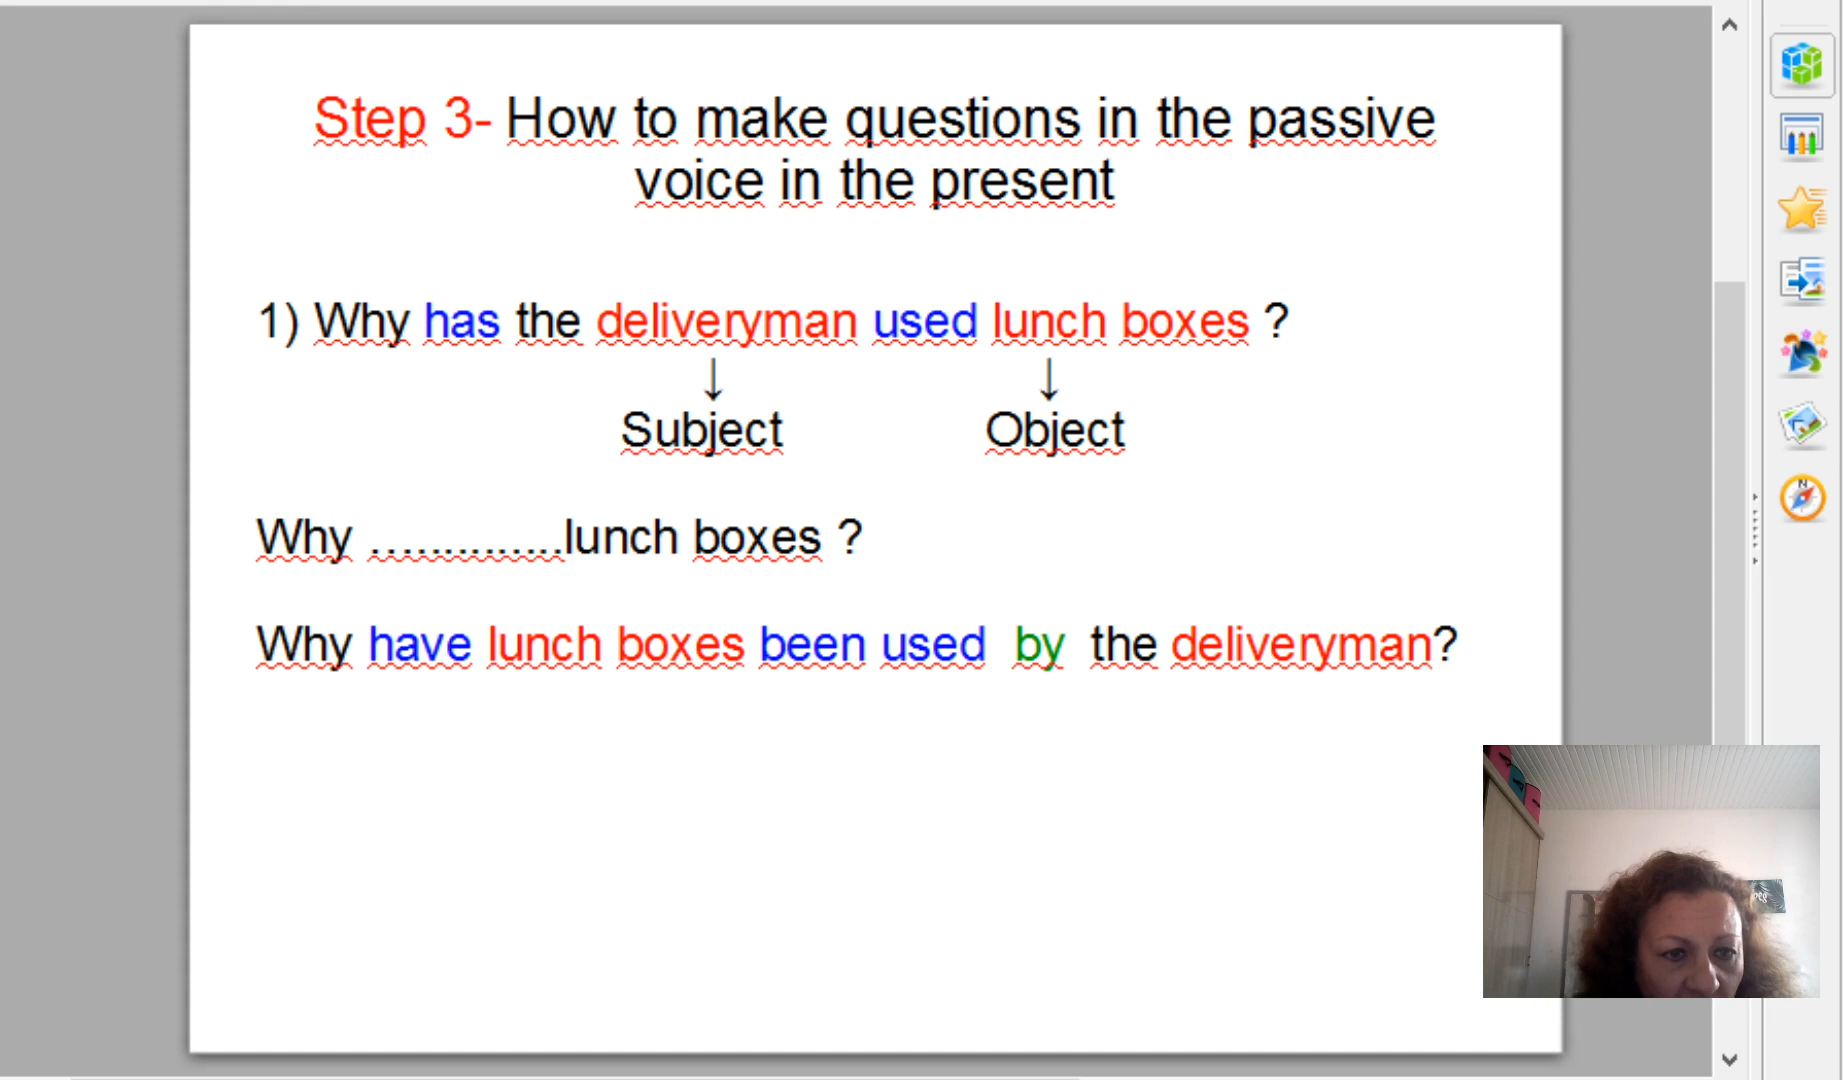 Step 3- How to make questions in the passive
voice in the present
1) Why has the deliveryman used lunch boxes ?
↓ ↓
Subject Object
Why .............lunch boxes ?
Why have lunch boxes been used by the deliveryman?
N